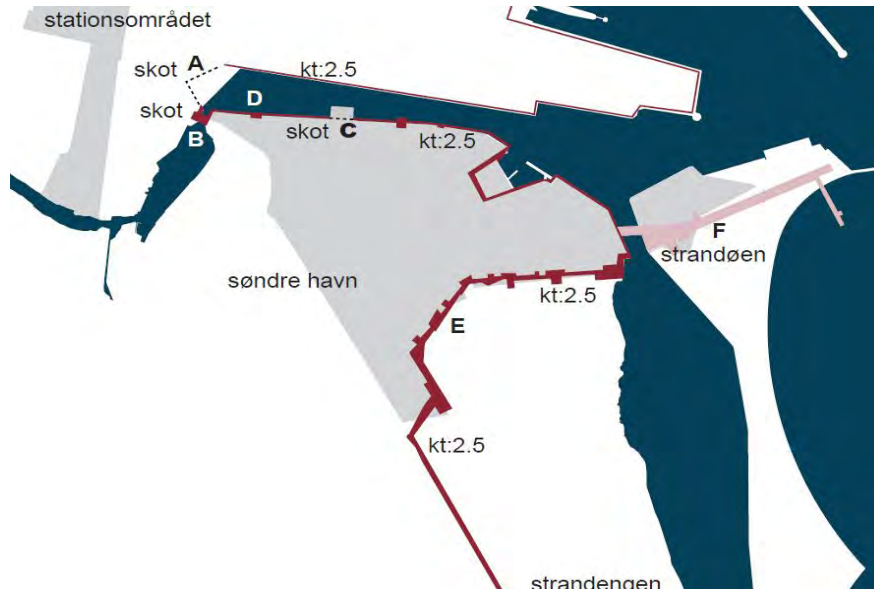 stationsområdet
skot A
kt:2.5
skot
B
D
skot C
kt:2.5
F
strandøen
søndre havn
kt:2.5
E
kt:2.5
strandengen